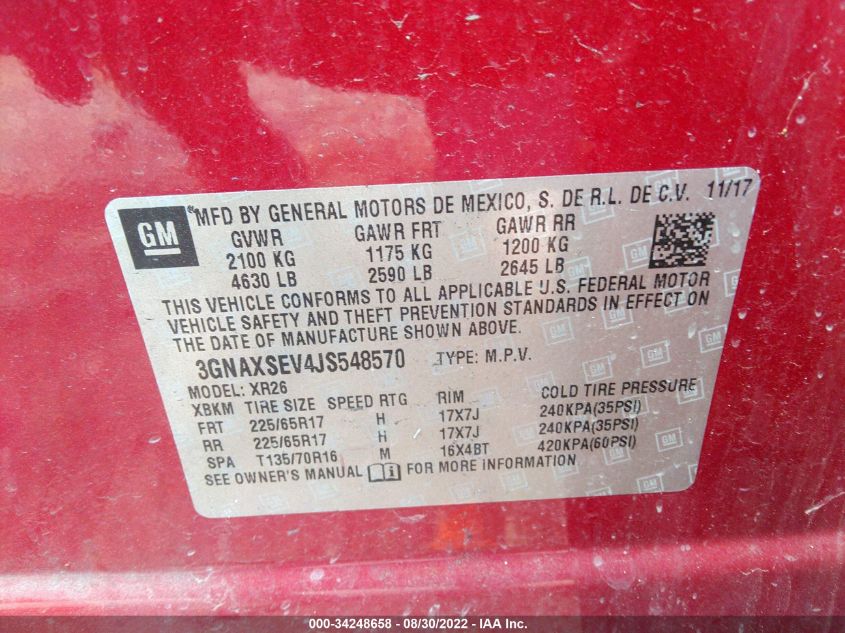 GM
MFD BY GENERAL MOTORS DE MEXICO, S. DE R.L. DE C.V. 11/17
GVWR GAWR FRT GAWR RR
2100 KG 1175 KG 1200 KG
4630 LB 2590 LB 2645 LB
THIS VEHICLE CONFORMS TO ALL APPLICABLE U.S. FEDERAL MOTOR
VEHICLE SAFETY AND THEFT PREVENTION STANDARDS IN EFFECT ON
THE DATE OF MANUFACTURE SHOWN ABOVE.
3GNAXSEV4JS548570 TYPE: M.P.V.
MODEL: XR26
XBKM TIRE SIZE SPEED RTG RIM COLD TIRE PRESSURE
FRT 225/65R17 H 17X7J 240KPA(35PSI)
RR 225/65R17 H 17X7J 240KPA(35PSI)
SPA T135/70R16 M 16X4BT 420KPA(60PSI)
SEE OWNER'S MANUAL FOR MORE INFORMATION
000-34248658 - 08/30/2022 - IAA Inc.